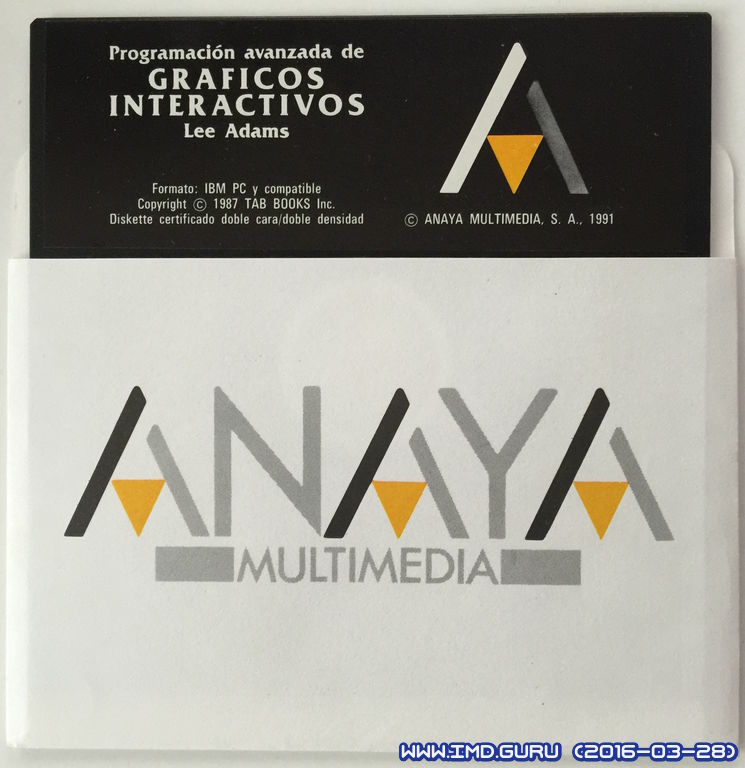 Programación avanzada de
GRAFICOS
INTERACTIVOS
Lee Adams
Formato: IBM PC y compatible
Copyright © 1987 TAB BOOKS Inc.
Diskette certificado doble cara/doble densidad
© ANAYA MULTIMEDIA, S. A., 1991
ANAYA
MULTIMEDIA
WWW.IMD.GURU (2016-03-28)